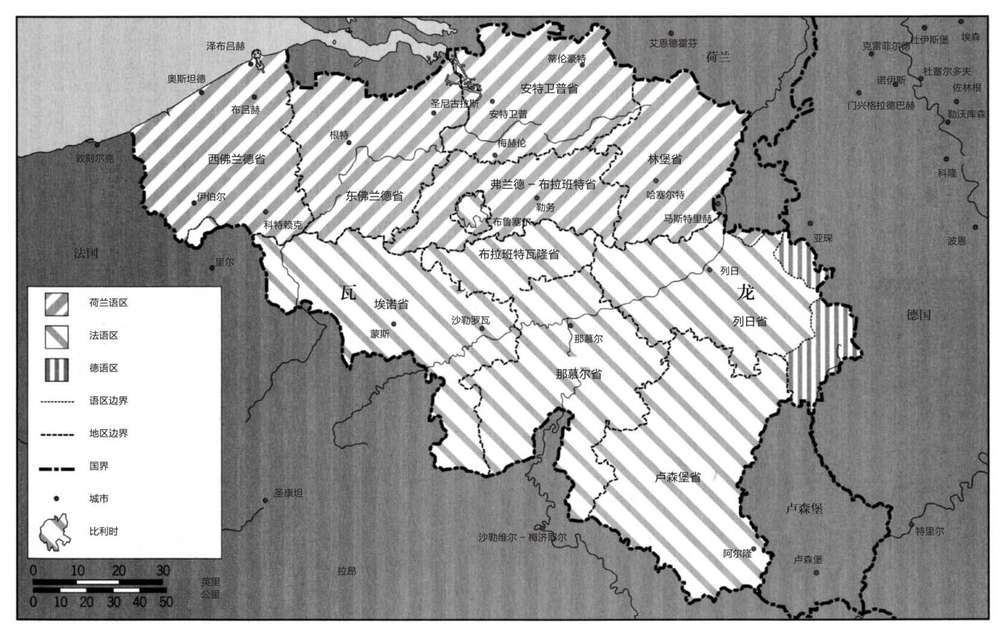 泽布吕赫
奥斯坦德
布吕赫
敦刻尔克
西佛兰德省
伊伯尔
科特赖克
法国
里尔
根特
圣尼古拉斯
东佛兰德省
蒂伦豪特
安特卫普省
安特卫普
梅赫伦
弗兰德－布拉班特省
勒芳
布鲁塞尔
林堡省
哈塞尔特
马斯特里赫
艾恩德霍芬
荷兰
克雷菲尔德
杜伊斯堡
埃森
杜塞尔多夫
诺伊斯
佐林根
门兴格拉德巴赫
勒沃库森
科隆
波恩
亚琛
德国
布拉班特瓦隆省
瓦
埃诺省
蒙斯
沙勒罗瓦
那慕尔
那慕尔省
龙
列日
列日省
卢森堡省
阿尔隆
卢森堡
卢森堡
特里尔
沙勒维尔－梅济耶尔
圣康坦
拉昂
荷兰语区
法语区
德语区
语区边界
地区边界
国界
城市
比利时
0 10 20 30
英里
公里
0 10 20 30 40 50